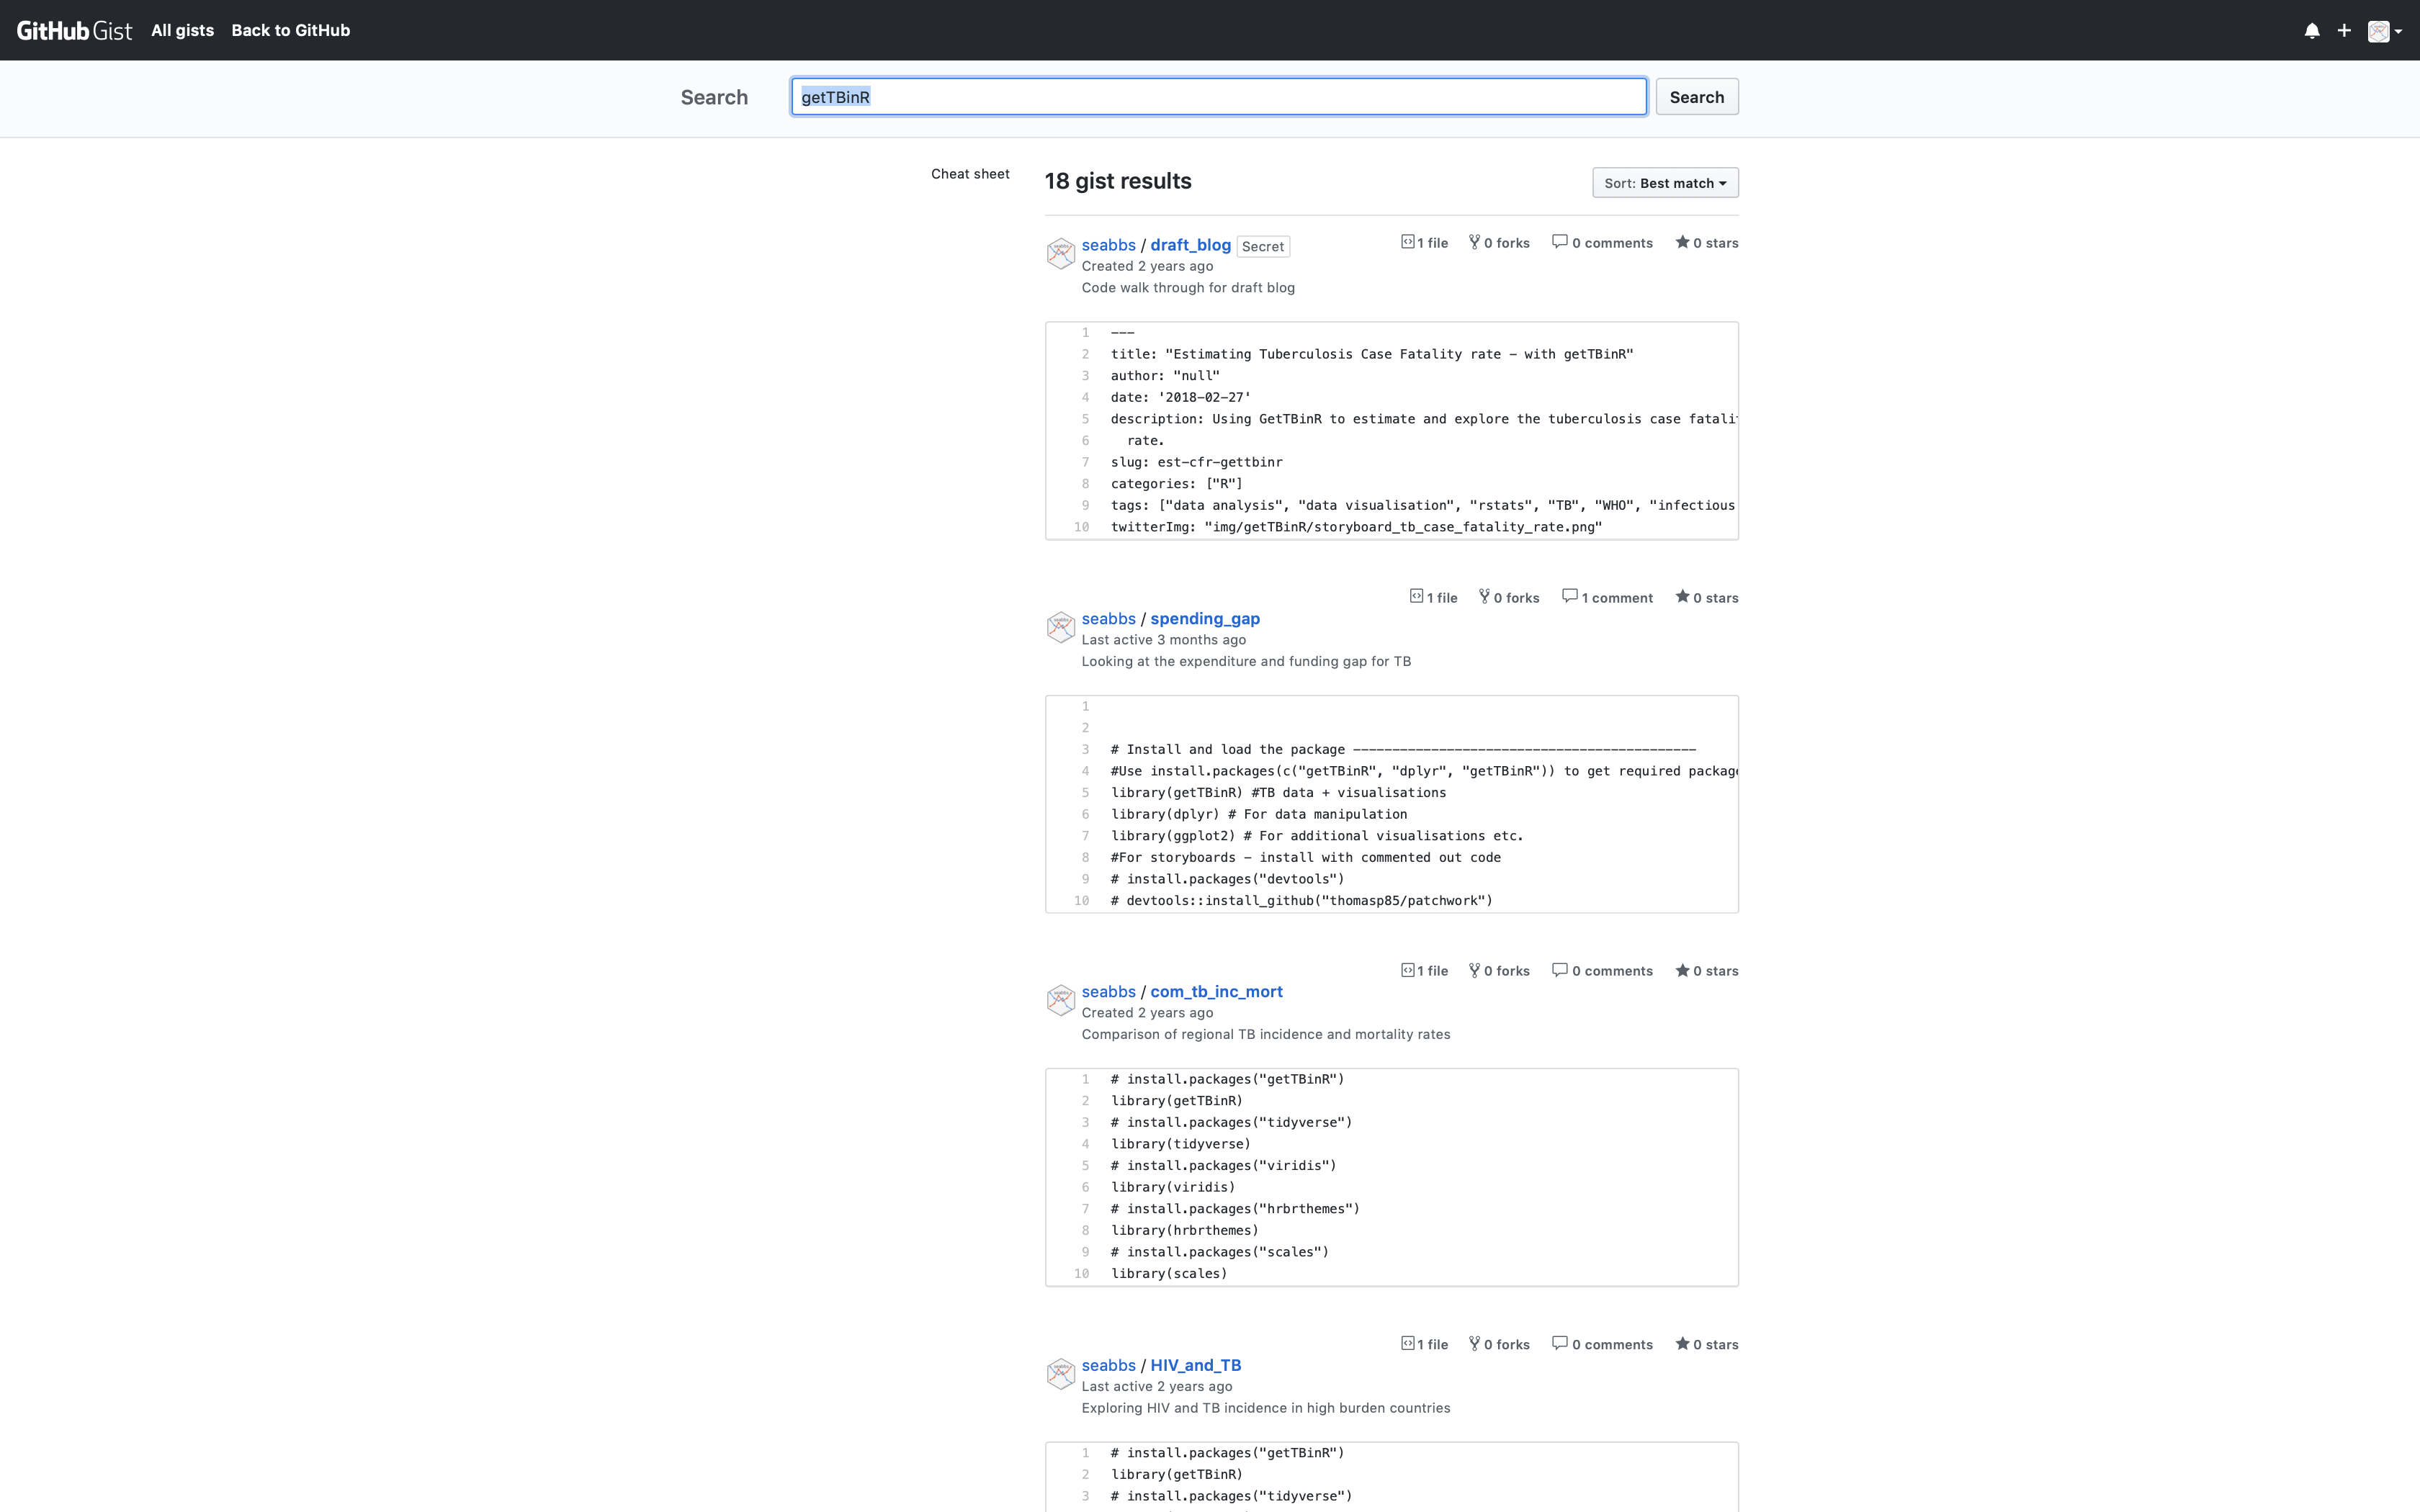 GitHub Gist All gists Back to GitHub
Search getTBinR Search
Cheat sheet
18 gist results
Sort: Best match
seabbs / draft_blog Secret
1 file 0 forks 0 comments 0 stars
Created 2 years ago
Code walk through for draft blog
1 ---
2 title: "Estimating Tuberculosis Case Fatality rate - with getTBinR"
3 author: "null"
4 date: '2018-02-27'
5 description: Using GetTBinR to estimate and explore the tuberculosis case fatali
6 rate.
7 slug: est-cfr-gettbinr
8 categories: ["R"]
9 tags: ["data analysis", "data visualisation", "rstats", "TB", "WHO", "infectious
10 twitterImg: "img/getTBinR/storyboard_tb_case_fatality_rate.png"
1 file 0 forks 1 comment 0 stars
seabbs / spending_gap
Last active 3 months ago
Looking at the expenditure and funding gap for TB
1
2
3 # Install and load the package --------------------------------------------
4 #Use install.packages(c("getTBinR", "dplyr", "getTBinR")) to get required packag
5 library(getTBinR) #TB data + visualisations
6 library(dplyr) # For data manipulation
7 library(ggplot2) # For additional visualisations etc.
8 #For storyboards - install with commented out code
9 # install.packages("devtools")
10 # devtools::install_github("thomasp85/patchwork")
1 file 0 forks 0 comments 0 stars
seabbs / com_tb_inc_mort
Created 2 years ago
Comparison of regional TB incidence and mortality rates
1 # install.packages("getTBinR")
2 library(getTBinR)
3 # install.packages("tidyverse")
4 library(tidyverse)
5 # install.packages("viridis")
6 library(viridis)
7 # install.packages("hrbrthemes")
8 library(hrbrthemes)
9 # install.packages("scales")
10 library(scales)
1 file 0 forks 0 comments 0 stars
seabbs / HIV_and_TB
Last active 2 years ago
Exploring HIV and TB incidence in high burden countries
1 # install.packages("getTBinR")
2 library(getTBinR)
3 # install.packages("tidyverse")